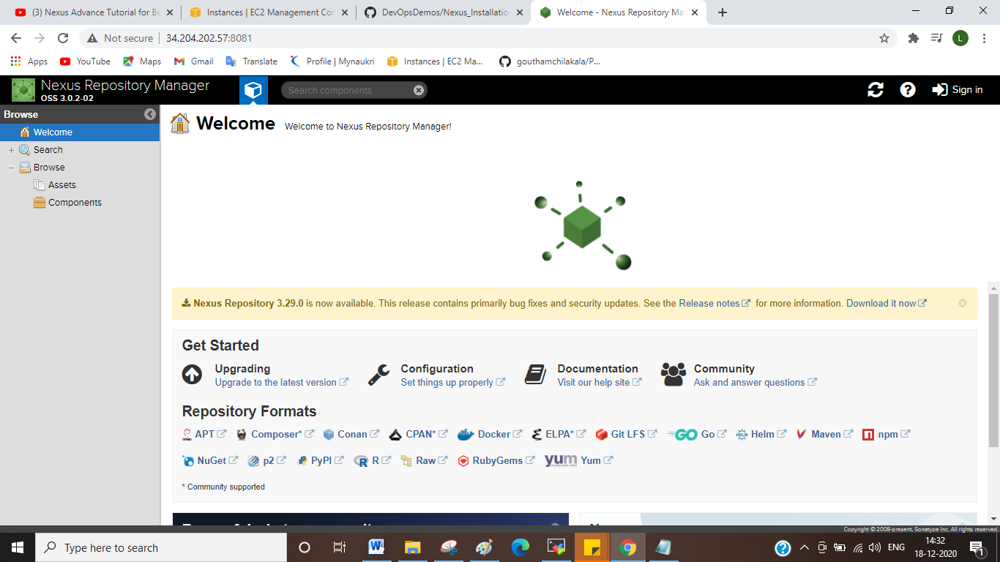 (3) Nexus Advance Tutorial for Be
Instances | EC2 Management Con
DevOpsDemos/Nexus_Installation
Welcome - Nexus Repository Ma
Not secure
34.204.202.57:8081
L
Apps
YouTube
Maps
Gmail
Translate
Profile | Mynaukri
Instances | EC2 Ma...
gouthamchilakala/P...
Nexus Repository Manager
OSS 3.0.2-02
Search components
Sign in
Browse
Welcome
Search
Browse
Assets
Components
Welcome Welcome to Nexus Repository Manager!
Nexus Repository 3.29.0 is now available. This release contains primarily bug fixes and security updates. See the Release notes for more information. Download it now
Get Started
Upgrading
Upgrade to the latest version
Configuration
Set things up properly
Documentation
Visit our help site
Community
Ask and answer questions
Repository Formats
APT Composer* Conan CPAN* Docker ELPA* Git LFS GO Go HELM Helm Maven npm
NuGet p2 PyPI R R Raw RubyGems yum Yum
* Community supported
Copyright © 2008-present, Sonatype Inc. All rights reserved.
Type here to search
ENG
14:32
18-12-2020
1